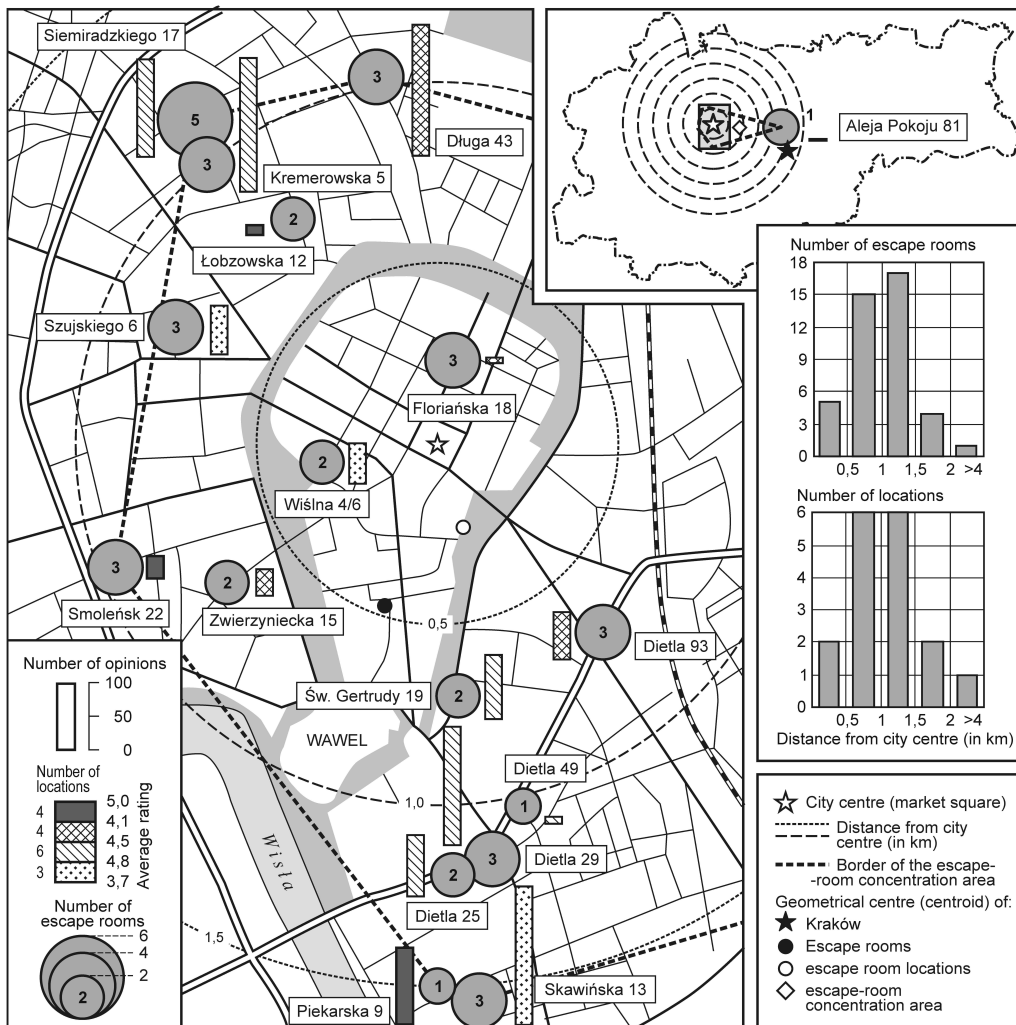 Siemiradzkiego 17
3
5
3
Długa 43
Kremerowska 5
2
Łobzowska 12
Szujskiego 6
3
3
Floriańska 18
2
Wiślna 4/6
3
Smoleńsk 22
2
Zwierzyniecka 15
0,5
3
Dietla 93
Św. Gertrudy 19
2
WAWEL
Dietla 49
1,0
1
Wisła
3
Dietla 29
2
Dietla 25
1,5
1
3
Skawińska 13
Piekarska 9
1
Aleja Pokoju 81
Number of opinions
100
50
0
Number of
locations
4
4
6
3
5,0
4,1
4,5
4,8
3,7
Average rating
Number of
escape rooms
6
4
2
2
Number of escape rooms
18
15
12
9
6
3
0
0,5 1 1,5 2 >4
Number of locations
6
5
4
3
2
1
0
0,5 1 1,5 2 >4
Distance from city centre (in km)
City centre (market square)
Distance from city
centre (in km)
Border of the escape-
-room concentration area
Geometrical centre (centroid) of:
Kraków
Escape rooms
escape room locations
escape-room
concentration area